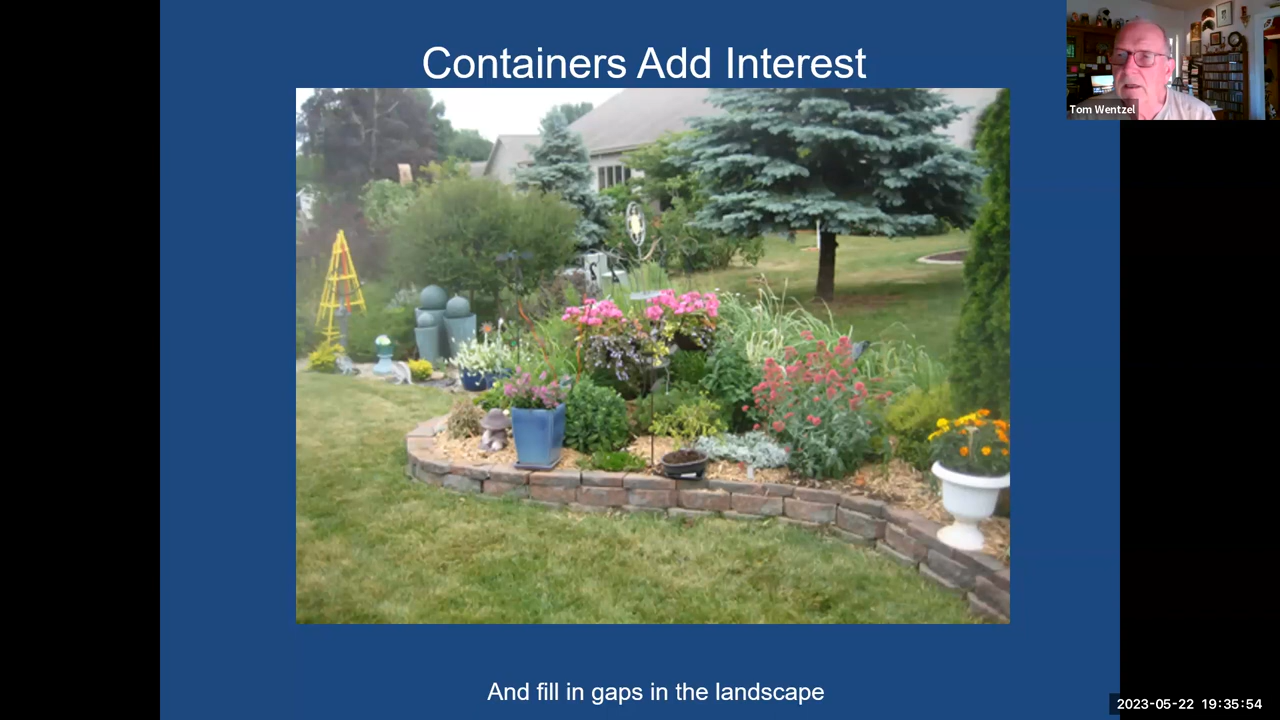 Containers Add Interest
Tom Wentzel
And fill in gaps in the landscape
2023-05-22 19:35:54